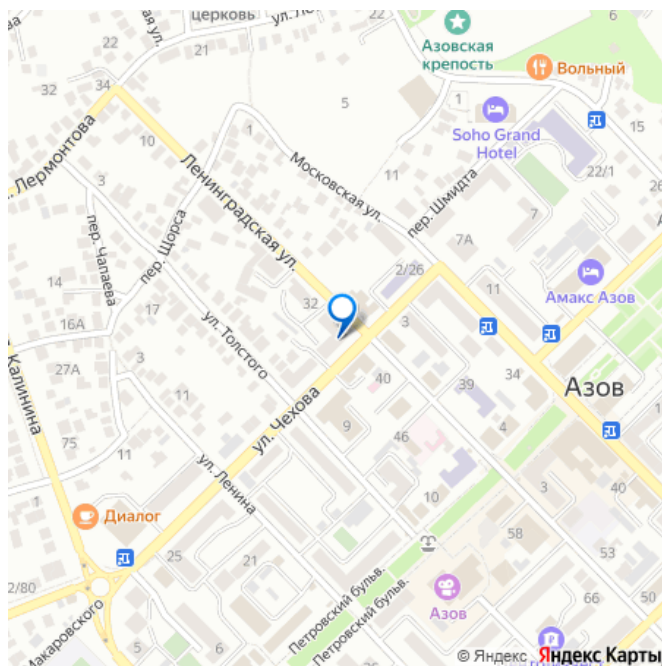 церковь
22
6
22
Азовская
крепость
Вольный
32
34
5
1
15
Soho Grand
Hotel
10
1
ул. Лермонтова
Ленинградская ул.
Московская ул.
11
пер. Шмидта
22/1
3
7
пер. Чапаева
пер. Щорса
7А
2/26
11
Амакс Азов
14
32
17
16А
3
ул. Толстого
34
Калинина
3
27А
40
39
Азов
11
ул. Чехова
9
46
4
75
11
ул. Ленина
10
3
40
1
Диалог
58
25
21
53
2/80
Петровский бульв.
Петровский бульв.
Азов
66
50
Макаровского
© Яндекс Яндекс Карты